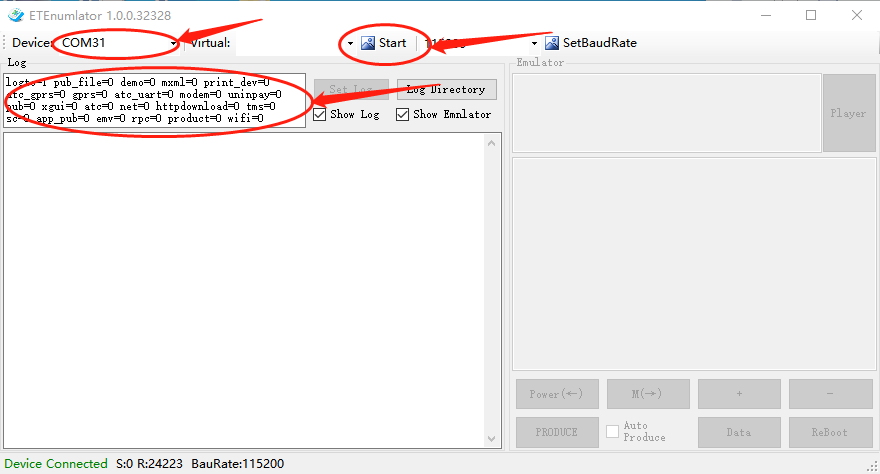 ETEnumlator 1.0.0.32328
Device: COM31 Virtual: Start SetBaudRate
Log
logto=1 pub_file=0 demo=0 mxml=0 print_dev=0
atc_gprs=0 gprs=0 atc_uart=0 modem=0 uninpay=0
pub=0 xgui=0 atc=0 net=0 httpdownload=0 tms=0
sc=0 app_pub=0 emv=0 rpc=0 product=0 wifi=0
Set Log Log Directory
Show Log Show Emnlator
Emulator
Player
Power(←) M(→) + -
PRODUCE Auto Produce Data ReBoot
Device Connected S:0 R:24223 BauRate:115200